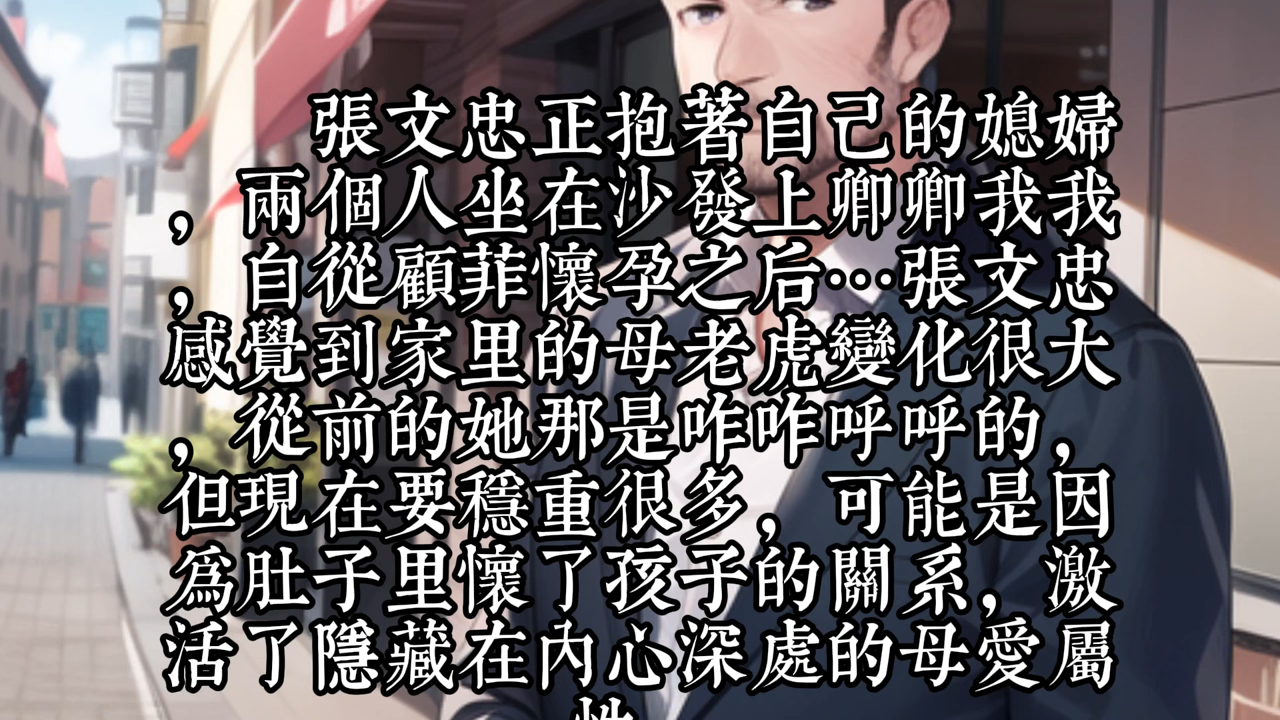 張文忠正抱著自己的媳婦
，兩個人坐在沙發上卿卿我我
，自從顧菲懷孕之后…張文忠
感覺到家里的母老虎變化很大
，從前的她那是咋咋呼呼的，
但現在要穩重很多，可能是因
爲肚子里懷了孩子的關系，激
活了隱藏在內心深處的母愛屬
性